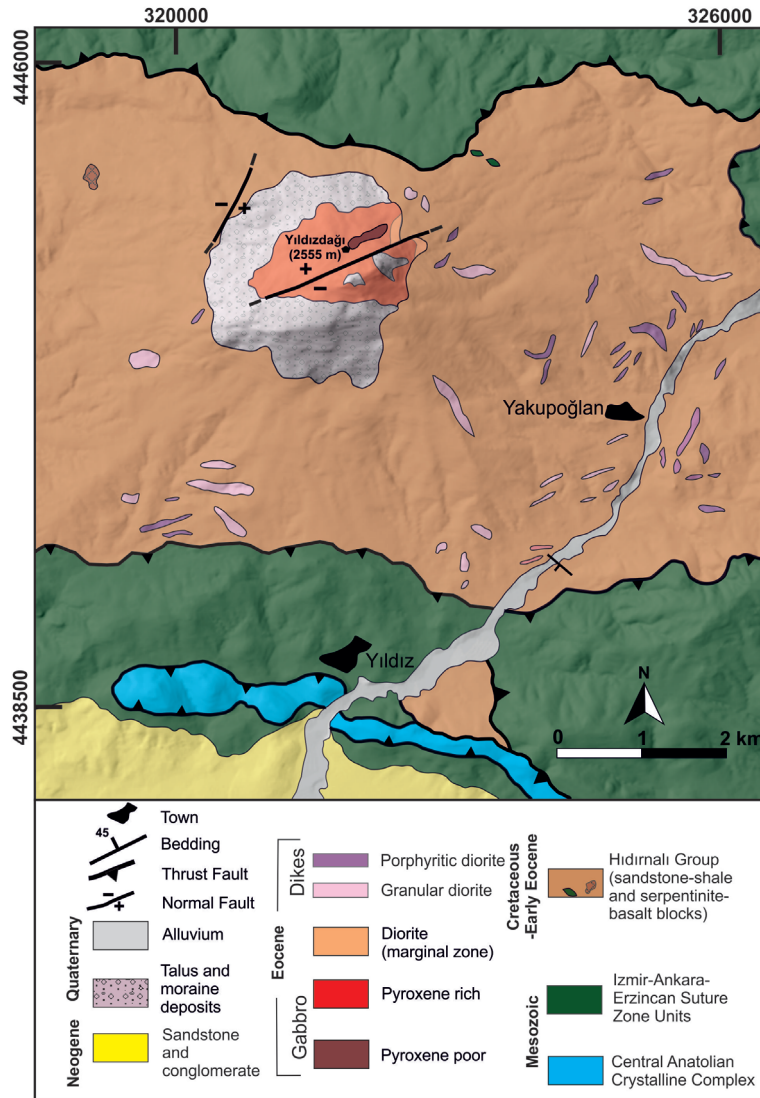 320000
326000
4446000
Yıldızdağı
(2555 m)
+
−
+
−
Yakupoğlan
Yıldız
4438500
N
0
1
2 km
Town
45
Bedding
Thrust Fault
−
+
Normal Fault
Quaternary
Alluvium
Talus and
moraine
deposits
Neogene
Sandstone
and
conglomerate
Eocene
Dikes
Porphyritic diorite
Granular diorite
Diorite
(marginal zone)
Gabbro
Pyroxene rich
Pyroxene poor
Cretaceous
-Early Eocene
Hıdırnalı Group
(sandstone-shale
and serpentinite-
basalt blocks)
Mesozoic
Izmir-Ankara-
Erzincan Suture
Zone Units
Central Anatolian
Crystalline Complex